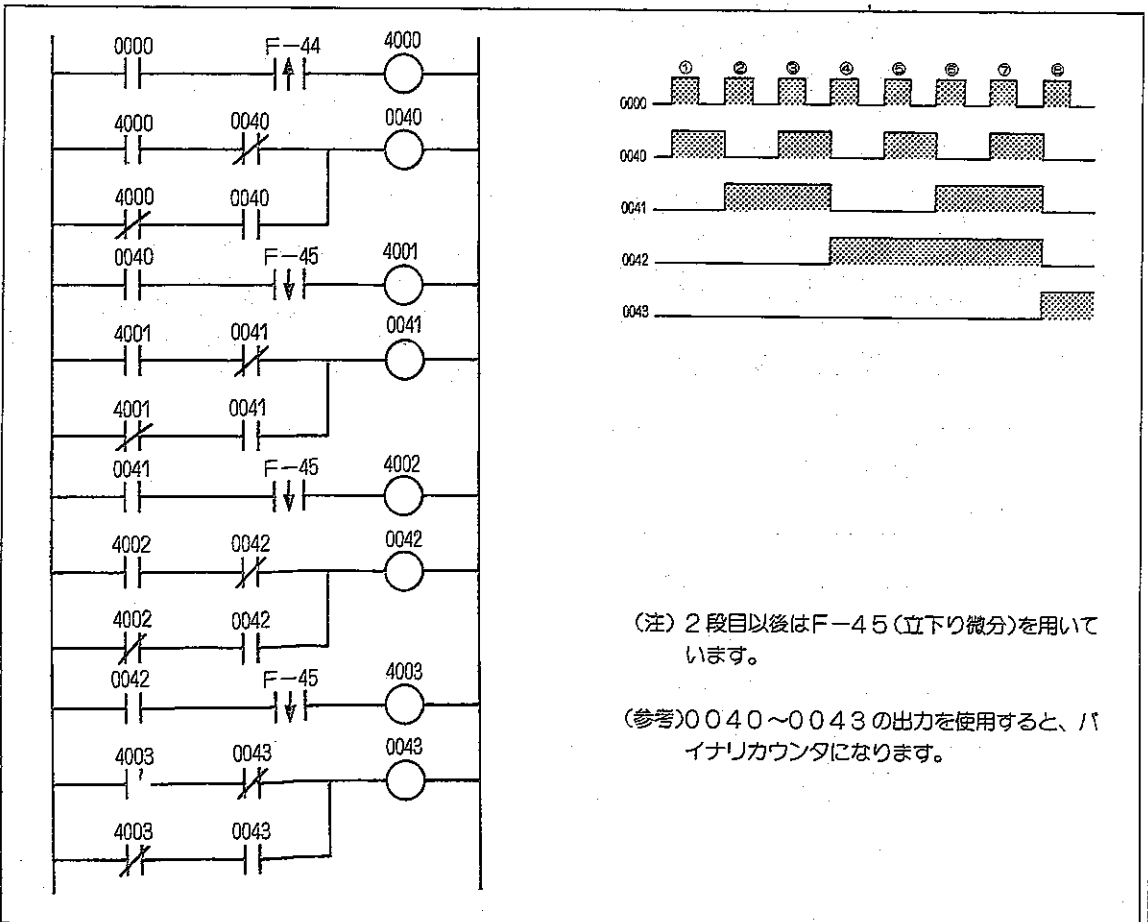 0000 F-44 4000
4000 0040 0040
4000 0040
0040 F-45 4001
4001 0041 0041
4001 0041
0041 F-45 4002
4002 0042 0042
4002 0042
0042 F-45 4003
4003 0043 0043
4003 0043
① ② ③ ④ ⑤ ⑥ ⑦ ⑧
0000
0040
0041
0042
0043
(注) 2段目以後はF-45(立下り微分)を用いて
います。
(参考)0040~0043の出力を使用すると、バ
イナリカウンタになります。